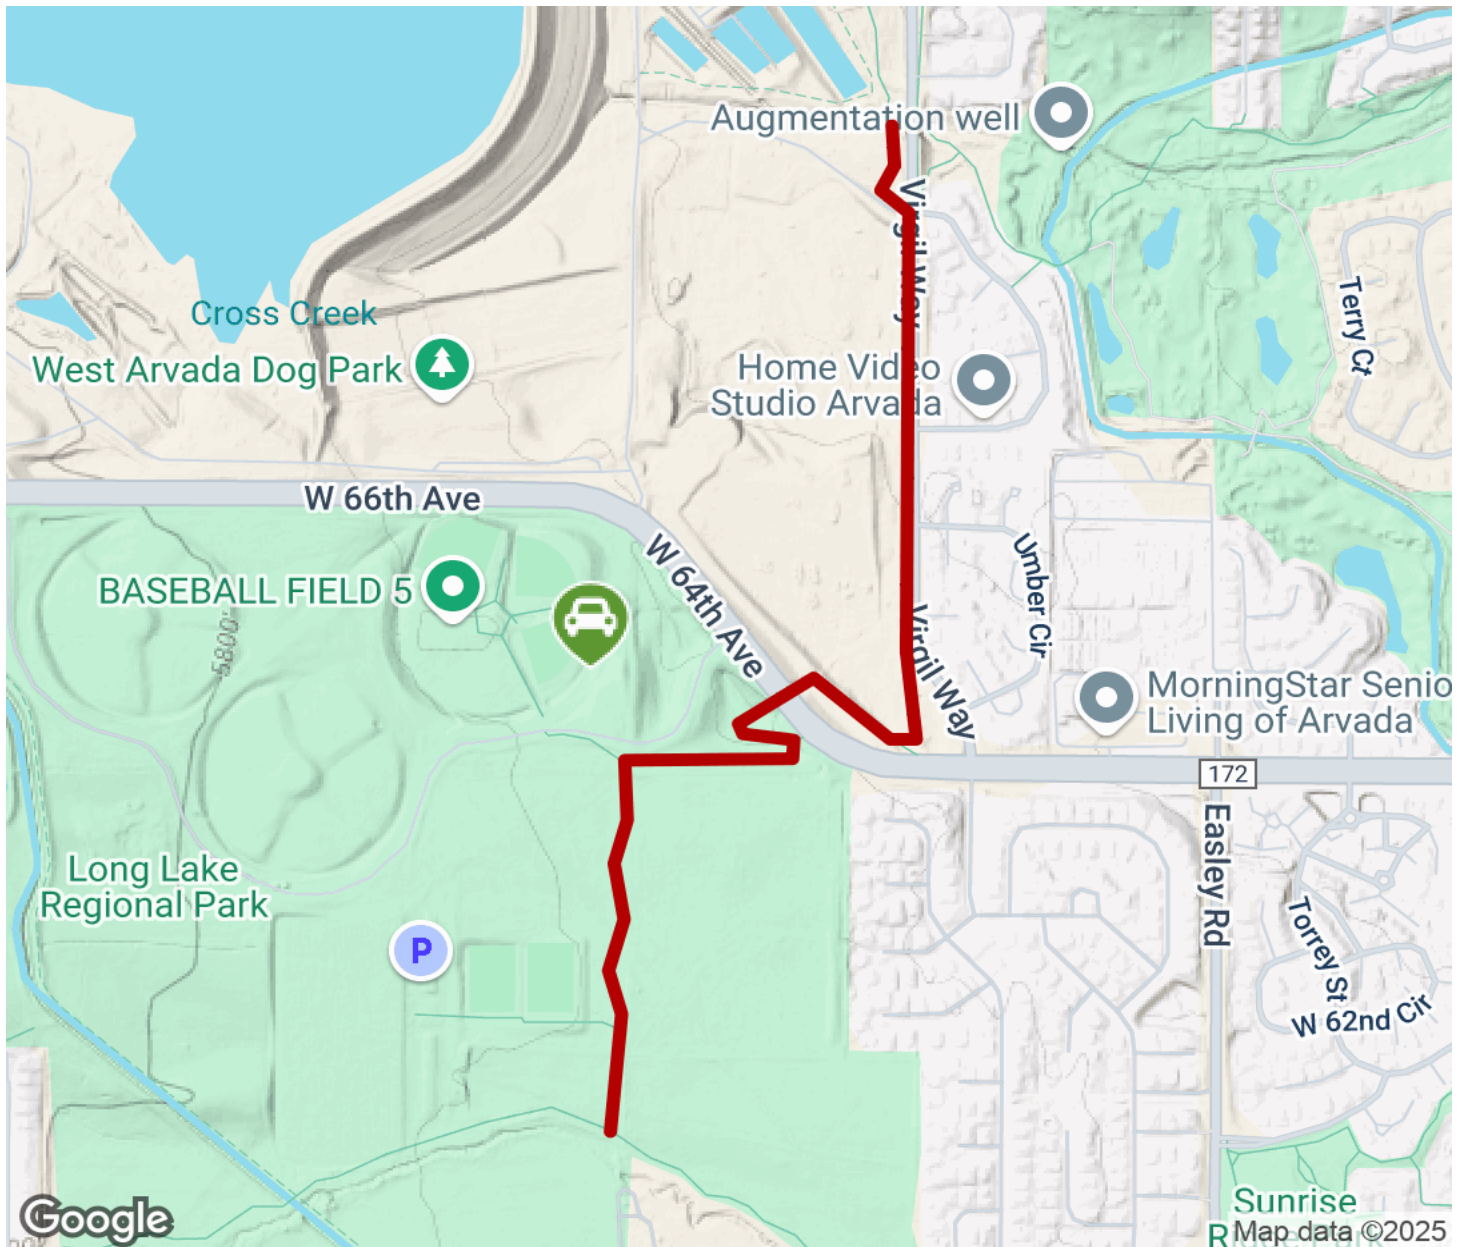 Augmentation well
Virgil Way
Cross Creek
West Arvada Dog Park
Home Video
Studio Arvada
Terry Ct
W 66th Ave
BASEBALL FIELD 5
W 64th Ave
Umber Cir
5800'
Virgil Way
MorningStar Senio
Living of Arvada
172
Easley Rd
Long Lake
Regional Park
P
Torrey St
W 62nd Cir
Sunrise
Google
Map data ©2025